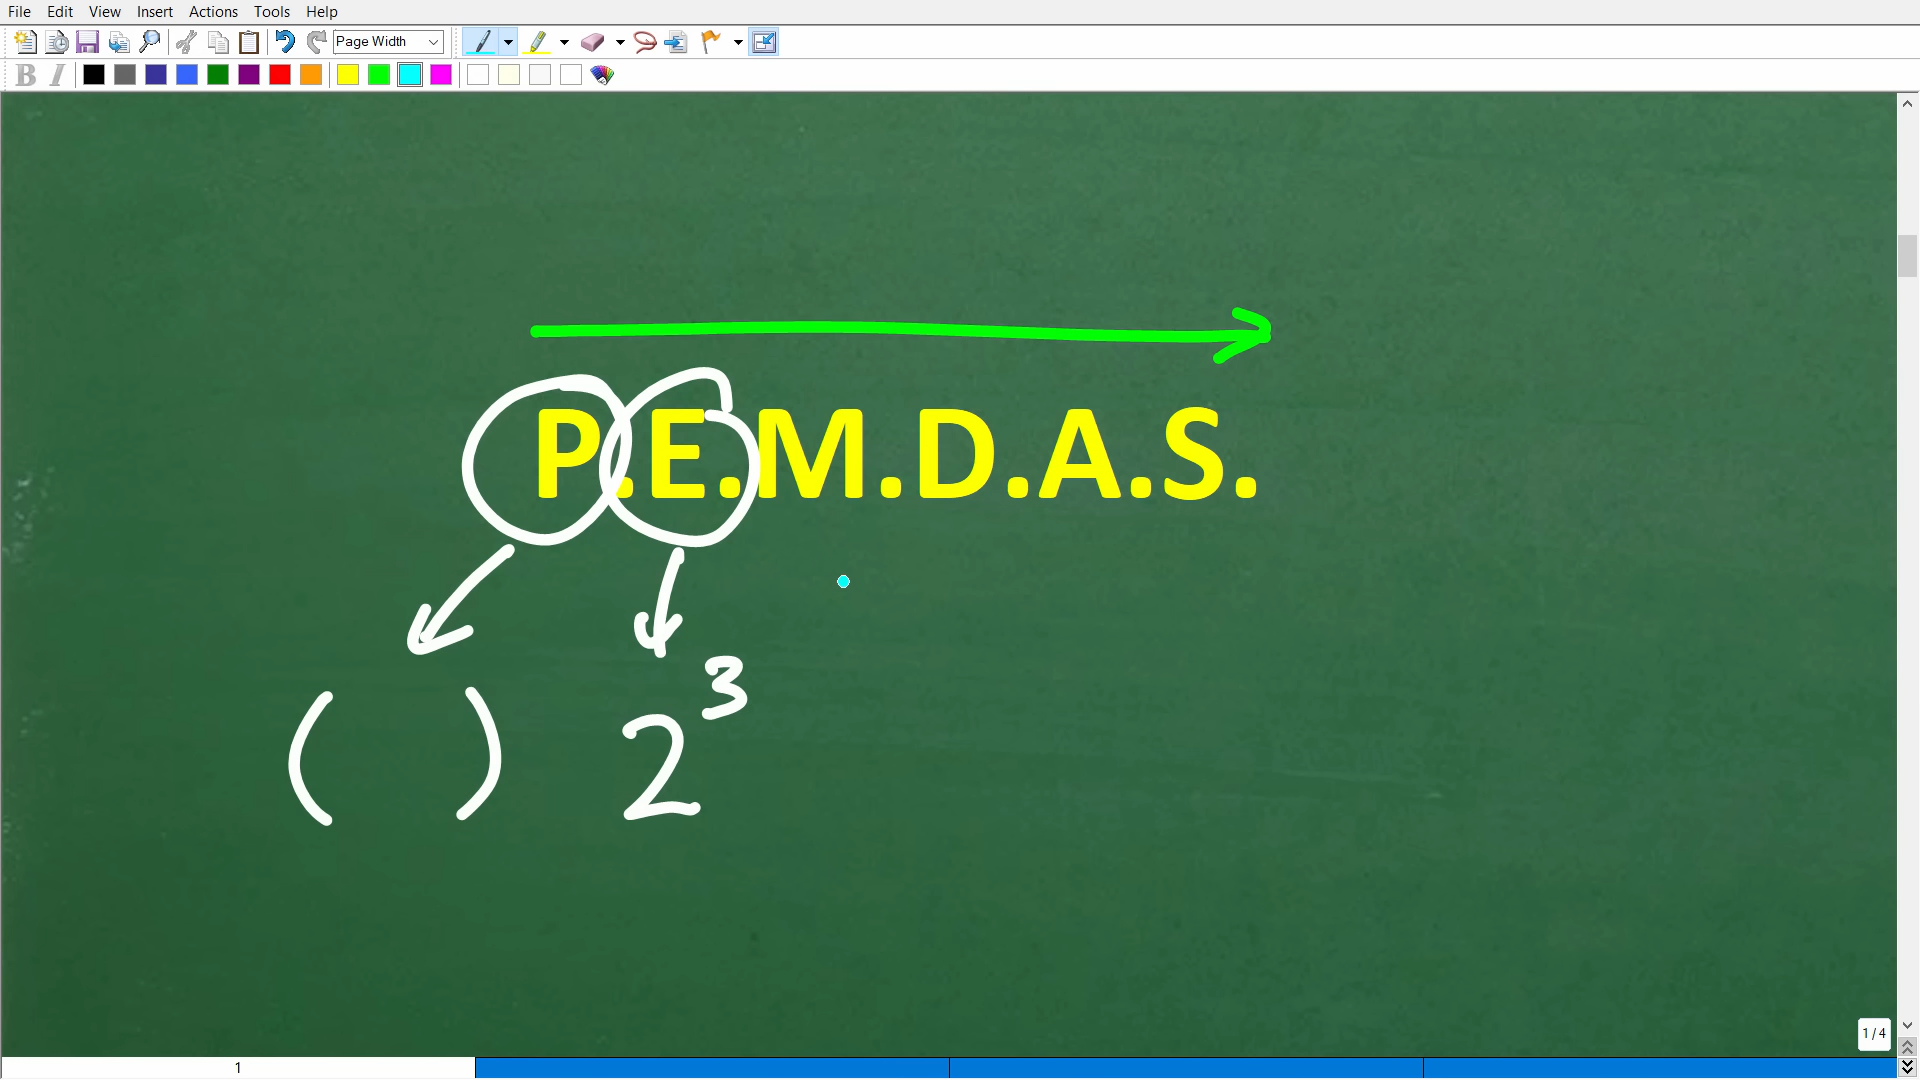 File Edit View Insert Actions Tools Help
Page Width
B I
P.E.M.D.A.S.
( ) 2³
1 / 4
1